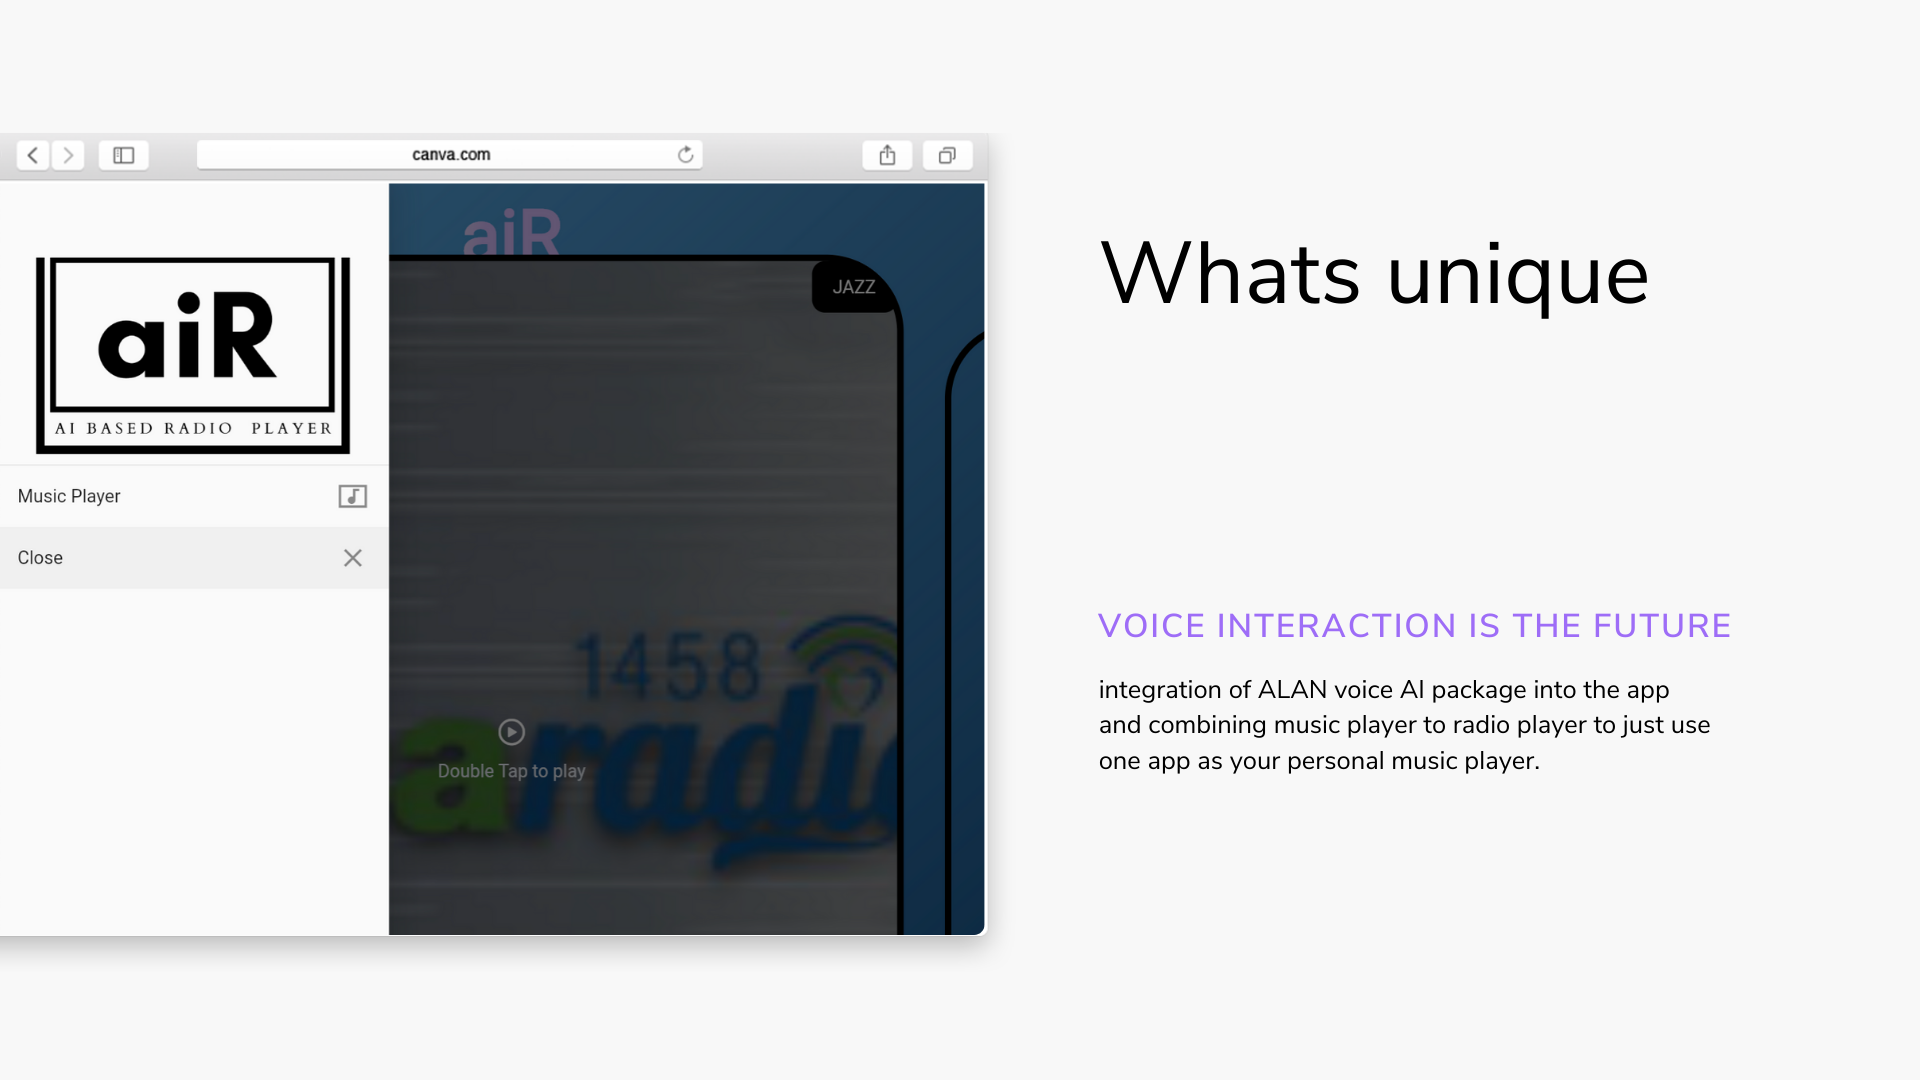 canva.com
aiR
AI BASED RADIO PLAYER
Music Player
Close
aiR
JAZZ
1458
aradio
Double Tap to play
Whats unique
VOICE INTERACTION IS THE FUTURE
integration of ALAN voice AI package into the app
and combining music player to radio player to just use
one app as your personal music player.